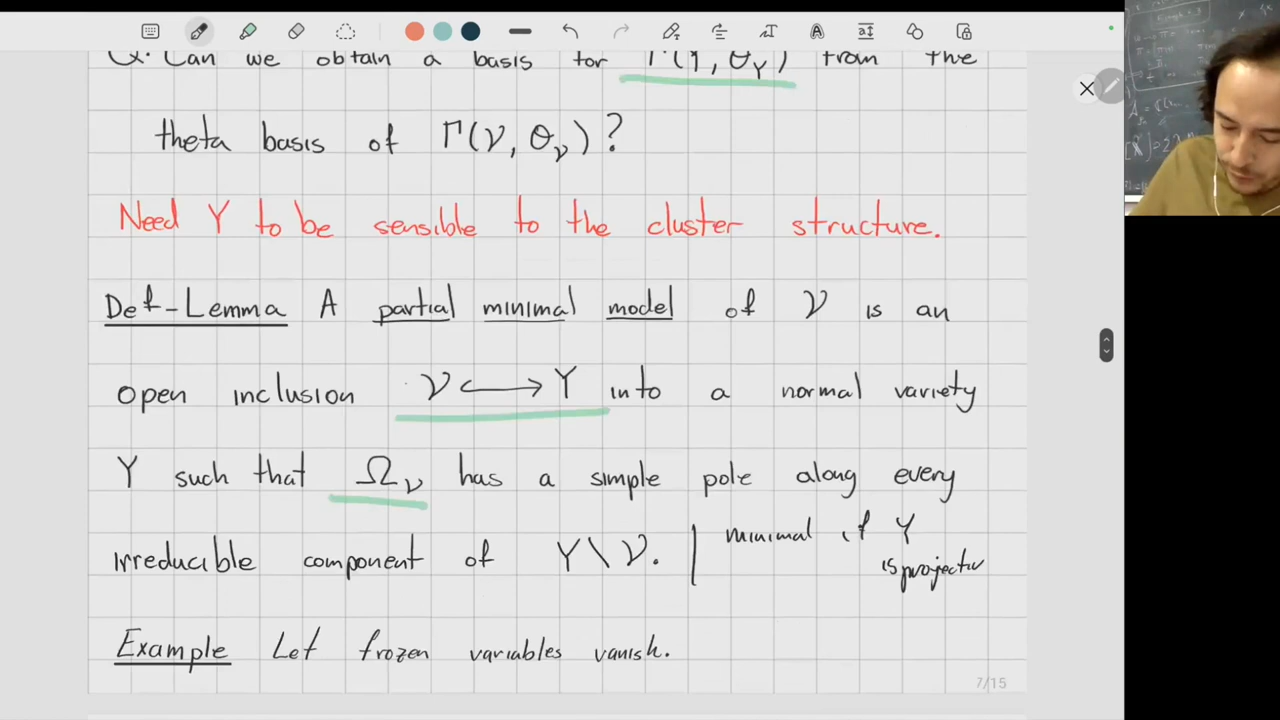 Q. Can we obtain a basis for Γ(Y, O_Y) from the
theta basis of Γ(V, O_V)?
Need Y to be sensible to the cluster structure.
Def-Lemma A partial minimal model of V is an
open inclusion V ↪ Y into a normal variety
Y such that Ω_V has a simple pole along every
irreducible component of Y \ V. | minimal if Y
is projectiv
Example Let frozen variables vanish.
7/15